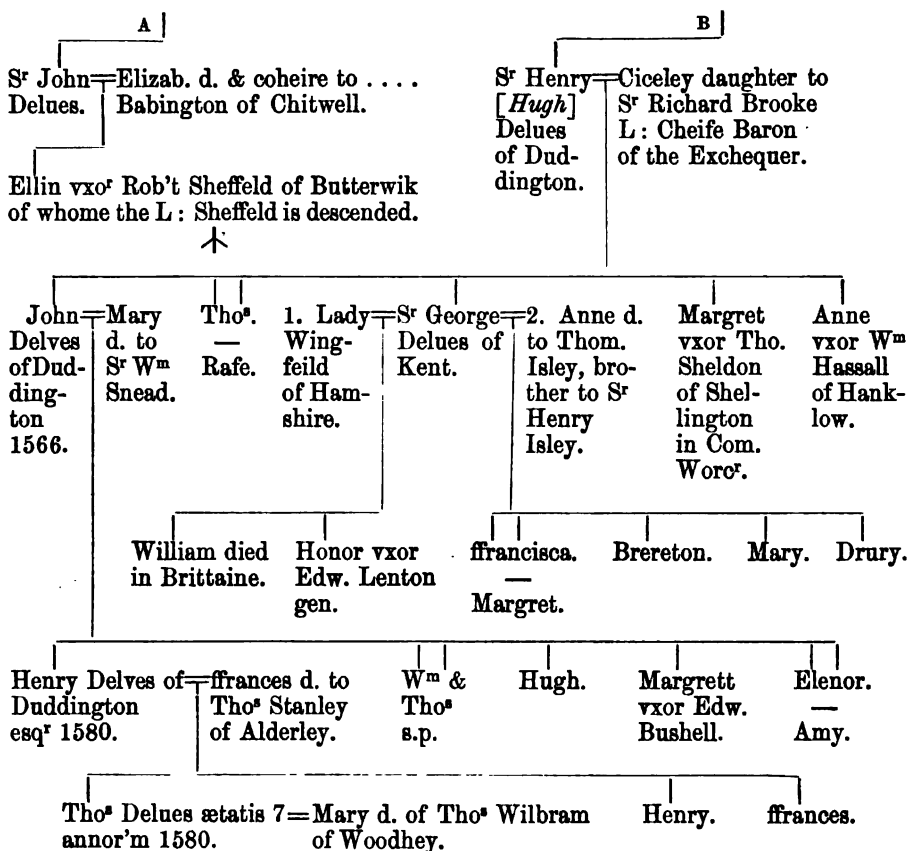 A
B
Sʳ John Delues.
Elizab. d. & coheire to . . . .
Babington of Chitwell.
Sʳ Henry
[Hugh]
Delues
of Dud-
dington.
Ciceley daughter to
Sʳ Richard Brooke
L : Cheife Baron
of the Exchequer.
Ellin vxoʳ Rob't Sheffeld of Butterwik
of whome the L : Sheffeld is descended.
John
Delves
of Dud-
ding-
ton
1566.
Mary
d. to
Sʳ Wᵐ
Snead.
Thoˢ.
—
Rafe.
1. Lady
Wing-
feild
of Ham-
shire.
Sʳ George
Delues of
Kent.
2. Anne d.
to Thom.
Isley, bro-
ther to Sʳ
Henry
Isley.
Margret
vxor Tho.
Sheldon
of Shel-
lington
in Com.
Worcʳ.
Anne
vxor Wᵐ
Hassall
of Hank-
low.
William died
in Brittaine.
Honor vxor
Edw. Lenton
gen.
ffrancisca.
—
Margret.
Brereton.
Mary.
Drury.
Henry Delves of
Duddington
esqʳ 1580.
ffrances d. to
Thoˢ Stanley
of Alderley.
Wᵐ &
Thoˢ
s.p.
Hugh.
Margrett
vxor Edw.
Bushell.
Elenor.
—
Amy.
Thoˢ Delues ætatis 7
annor'm 1580.
= Mary d. of Thoˢ Wilbram
of Woodhey.
Henry.
ffrances.